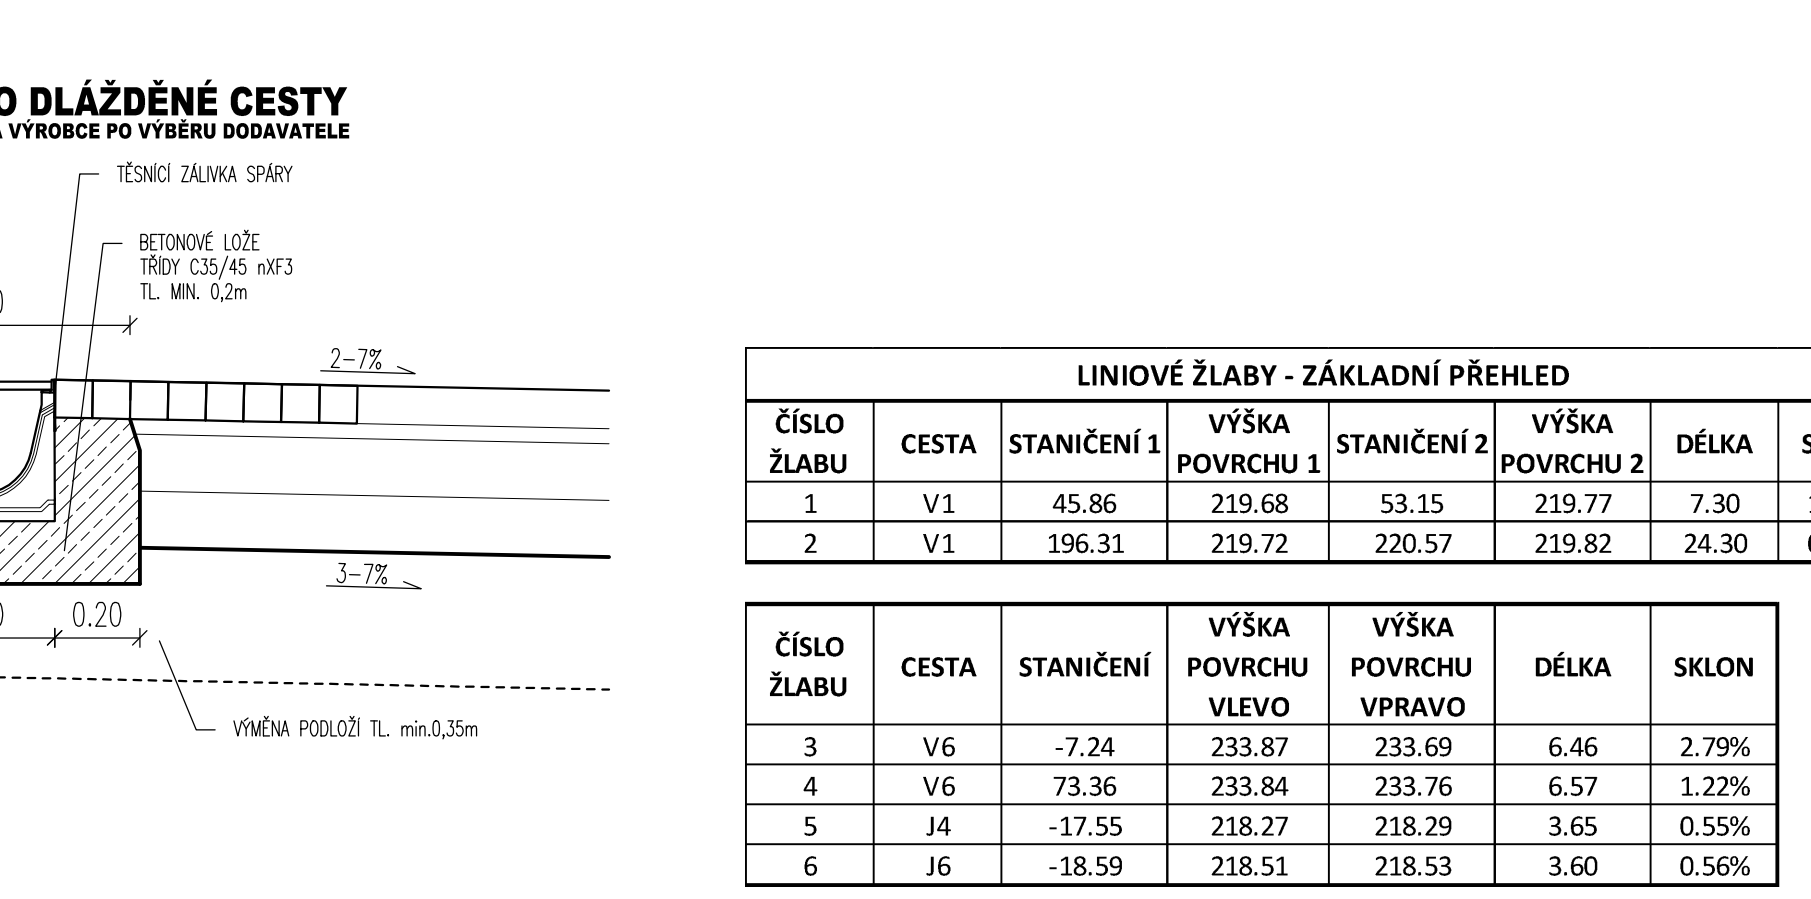 O DLÁŽDĚNÉ CESTY
A VÝROBCE PO VÝBĚRU DODAVATELE
TĚSNÍCÍ ZÁLIVKA SPÁRY
BETONOVÉ LOŽE
TŘÍDY C35/45 nXF3
TL. MIN. 0,2m
2-7%
3-7%
0.20
VÝMĚNA PODLOŽÍ TL. min.0,35m
LINIOVÉ ŽLABY - ZÁKLADNÍ PŘEHLED
ČÍSLO ŽLABU CESTA STANIČENÍ 1 VÝŠKA POVRCHU 1 STANIČENÍ 2 VÝŠKA POVRCHU 2 DÉLKA
1 V1 45.86 219.68 53.15 219.77 7.30
2 V1 196.31 219.72 220.57 219.82 24.30
ČÍSLO ŽLABU CESTA STANIČENÍ VÝŠKA POVRCHU VLEVO VÝŠKA POVRCHU VPRAVO DÉLKA SKLON
3 V6 -7.24 233.87 233.69 6.46 2.79%
4 V6 73.36 233.84 233.76 6.57 1.22%
5 J4 -17.55 218.27 218.29 3.65 0.55%
6 J6 -18.59 218.51 218.53 3.60 0.56%